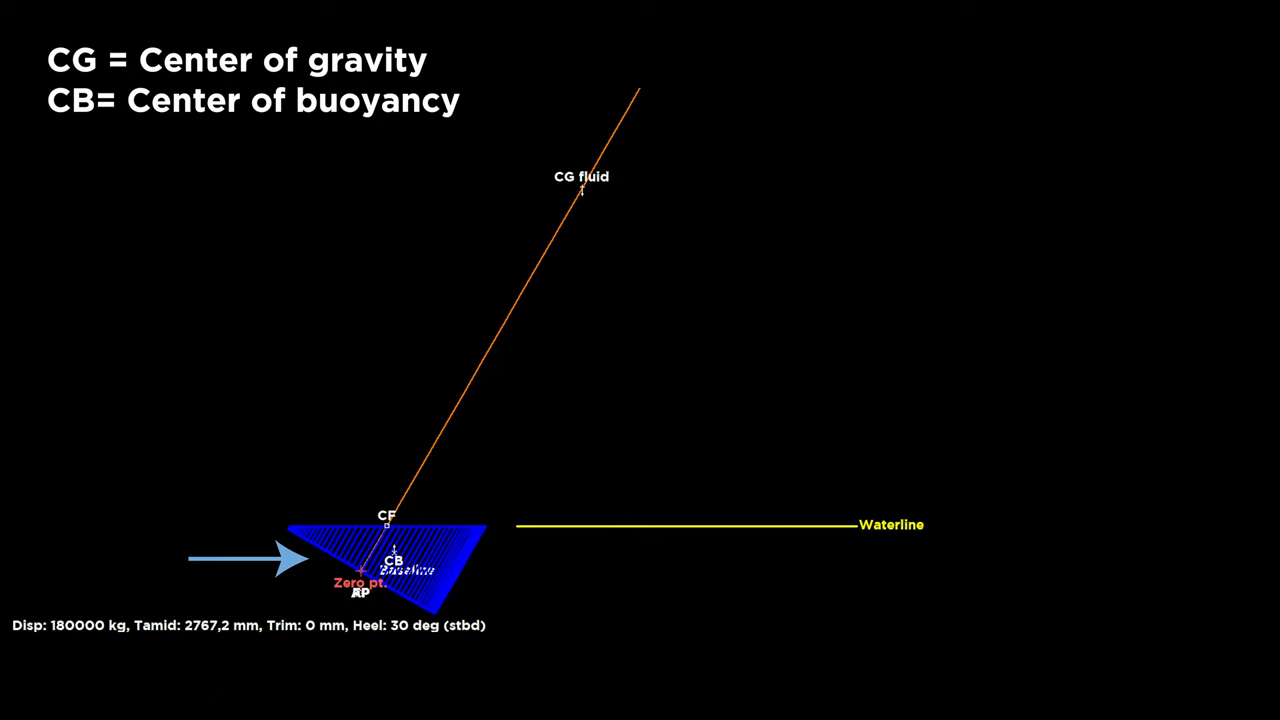 CG = Center of gravity
CB= Center of buoyancy
CG fluid
CF
Waterline
CB
Baseline
Zero pt.
Disp: 180000 kg, Tamid: 2767,2 mm, Trim: 0 mm, Heel: 30 deg (stbd)